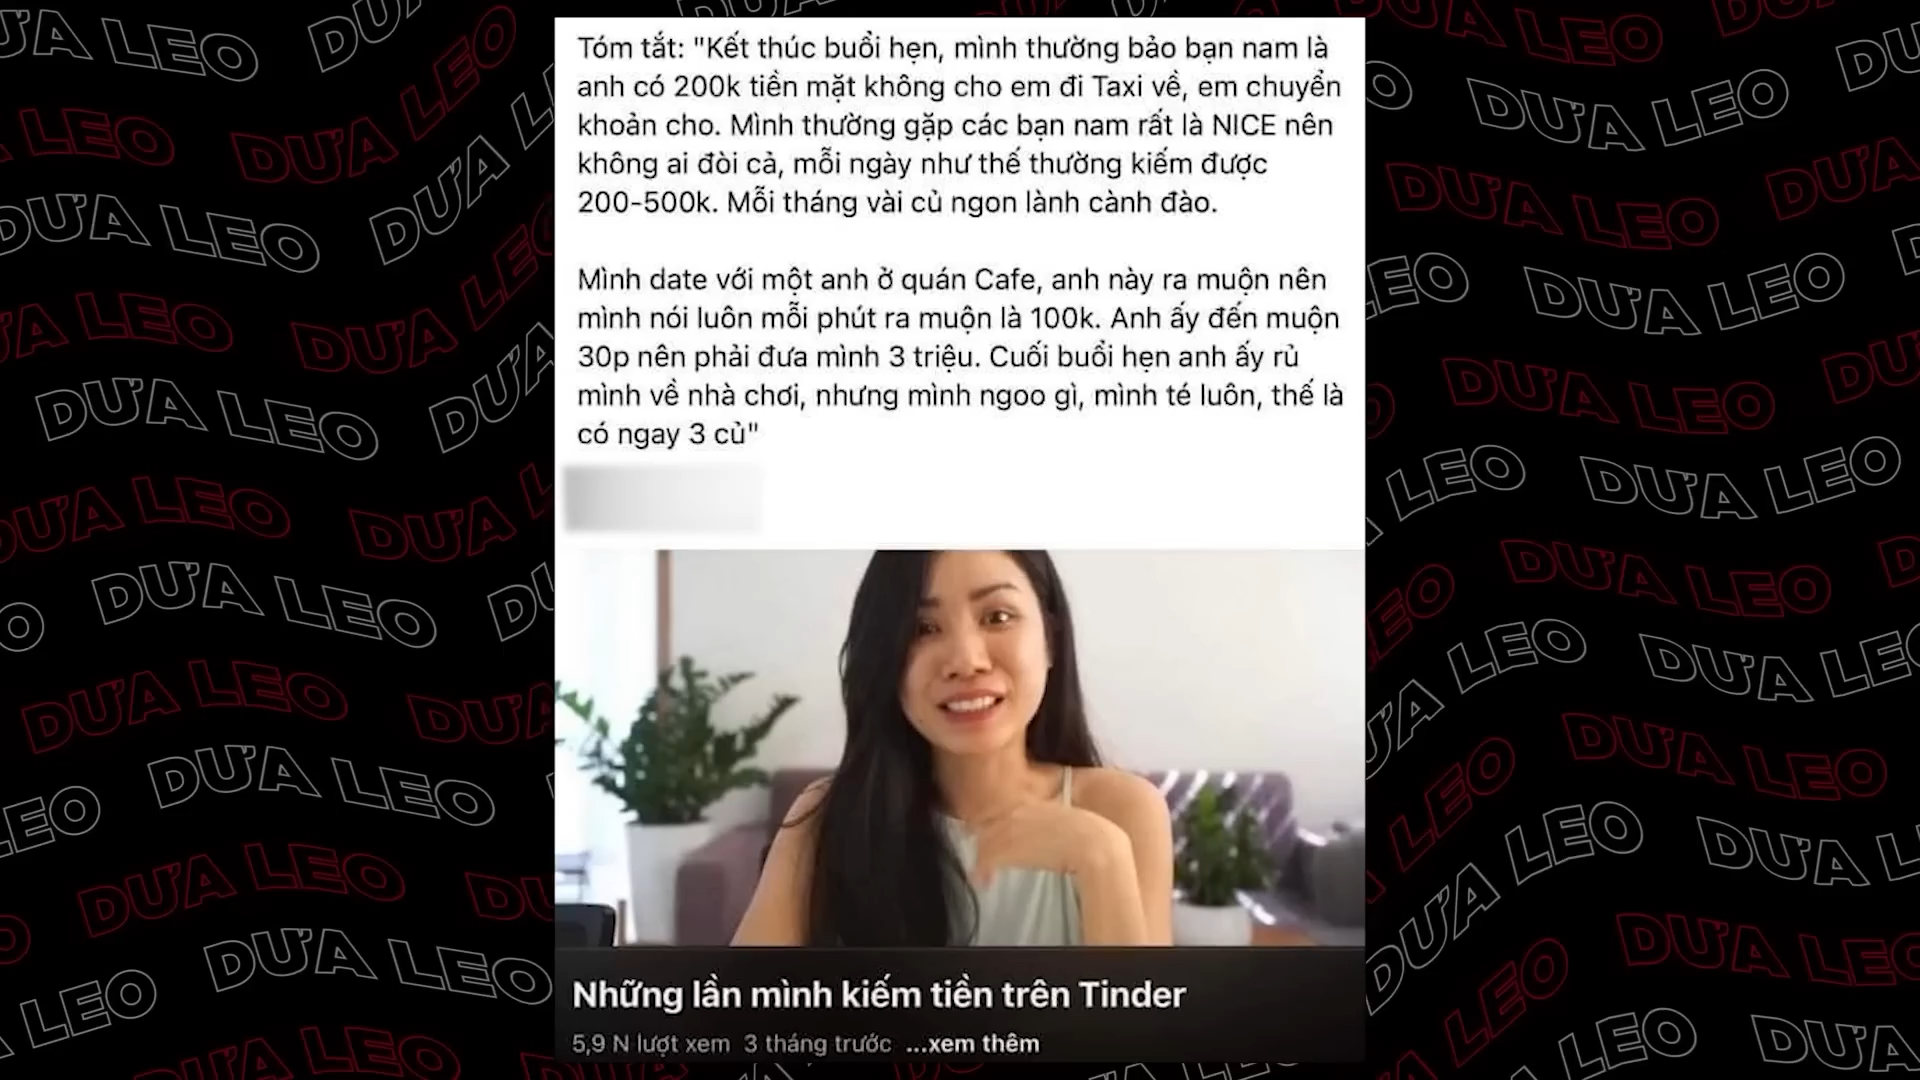 Tóm tắt: "Kết thúc buổi hẹn, mình thường bảo bạn nam là
anh có 200k tiền mặt không cho em đi Taxi về, em chuyển
khoản cho. Mình thường gặp các bạn nam rất là NICE nên
không ai đòi cả, mỗi ngày như thế thường kiếm được
200-500k. Mỗi tháng vài củ ngon lành cành đào.
Mình date với một anh ở quán Cafe, anh này ra muộn nên
mình nói luôn mỗi phút ra muộn là 100k. Anh ấy đến muộn
30p nên phải đưa mình 3 triệu. Cuối buổi hẹn anh ấy rủ
mình về nhà chơi, nhưng mình ngoo gì, mình té luôn, thế là
có ngay 3 củ"
Những lần mình kiếm tiền trên Tinder
5,9 N lượt xem 3 tháng trước ...xem thêm
DƯA LEO